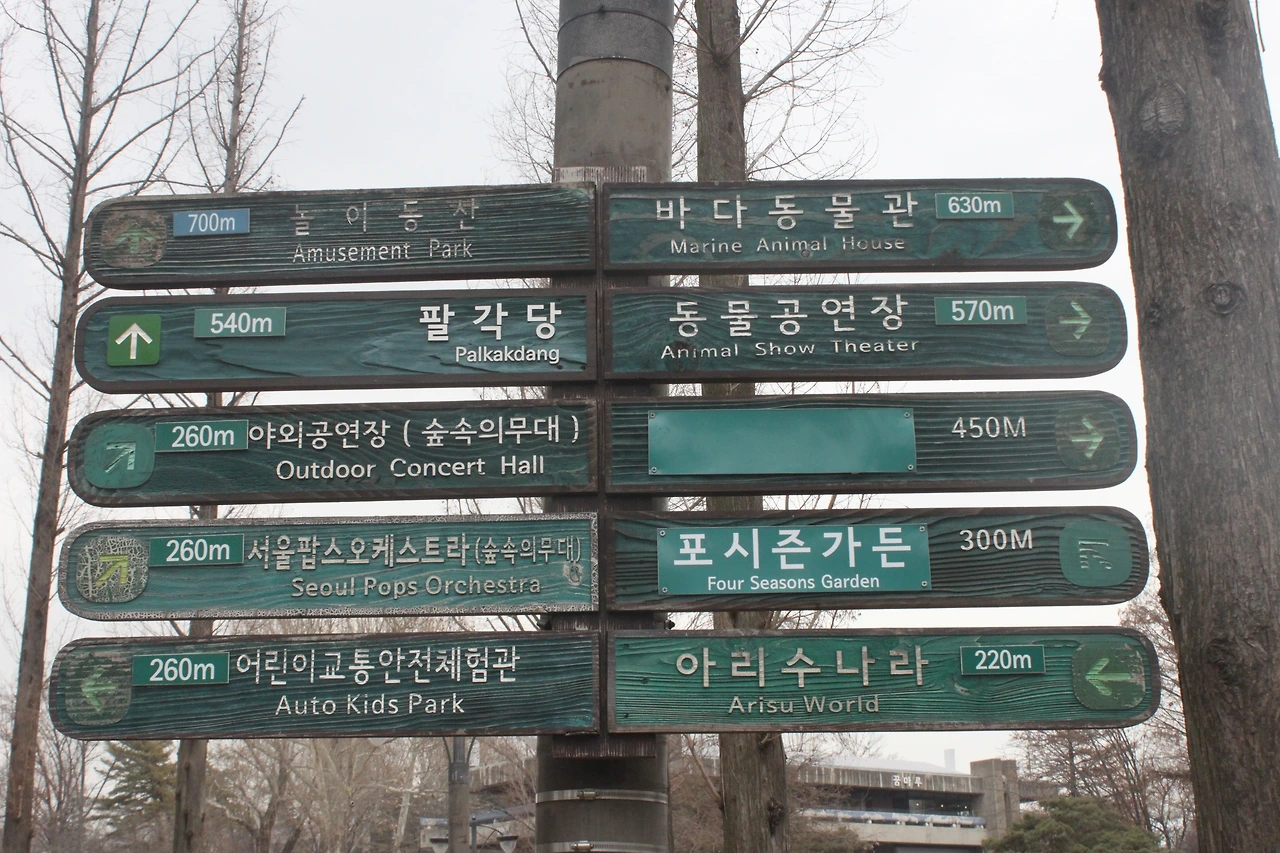 700m 놀이동산
Amusement Park
바다동물관 630m
Marine Animal House
540m 팔각당
Palkakdang
동물공연장 570m
Animal Show Theater
260m 야외공연장 ( 숲속의무대 )
Outdoor Concert Hall
450M
260m 서울팝스오케스트라 (숲속의무대)
Seoul Pops Orchestra
포시즌가든 300M
Four Seasons Garden
260m 어린이교통안전체험관
Auto Kids Park
아리수나라 220m
Arisu World
꿈마루